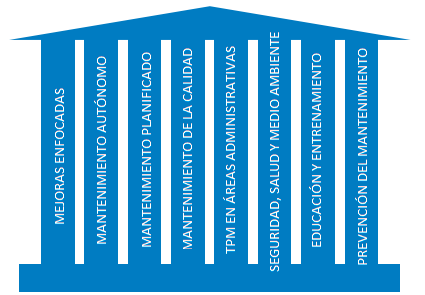 MEJORAS ENFOCADAS
MANTENIMIENTO AUTÓNOMO
MANTENIMIENTO PLANIFICADO
MANTENIMIENTO DE LA CALIDAD
TPM EN ÁREAS ADMINISTRATIVAS
SEGURIDAD, SALUD Y MEDIO AMBIENTE
EDUCACIÓN Y ENTRENAMIENTO
PREVENCIÓN DEL MANTENIMIENTO